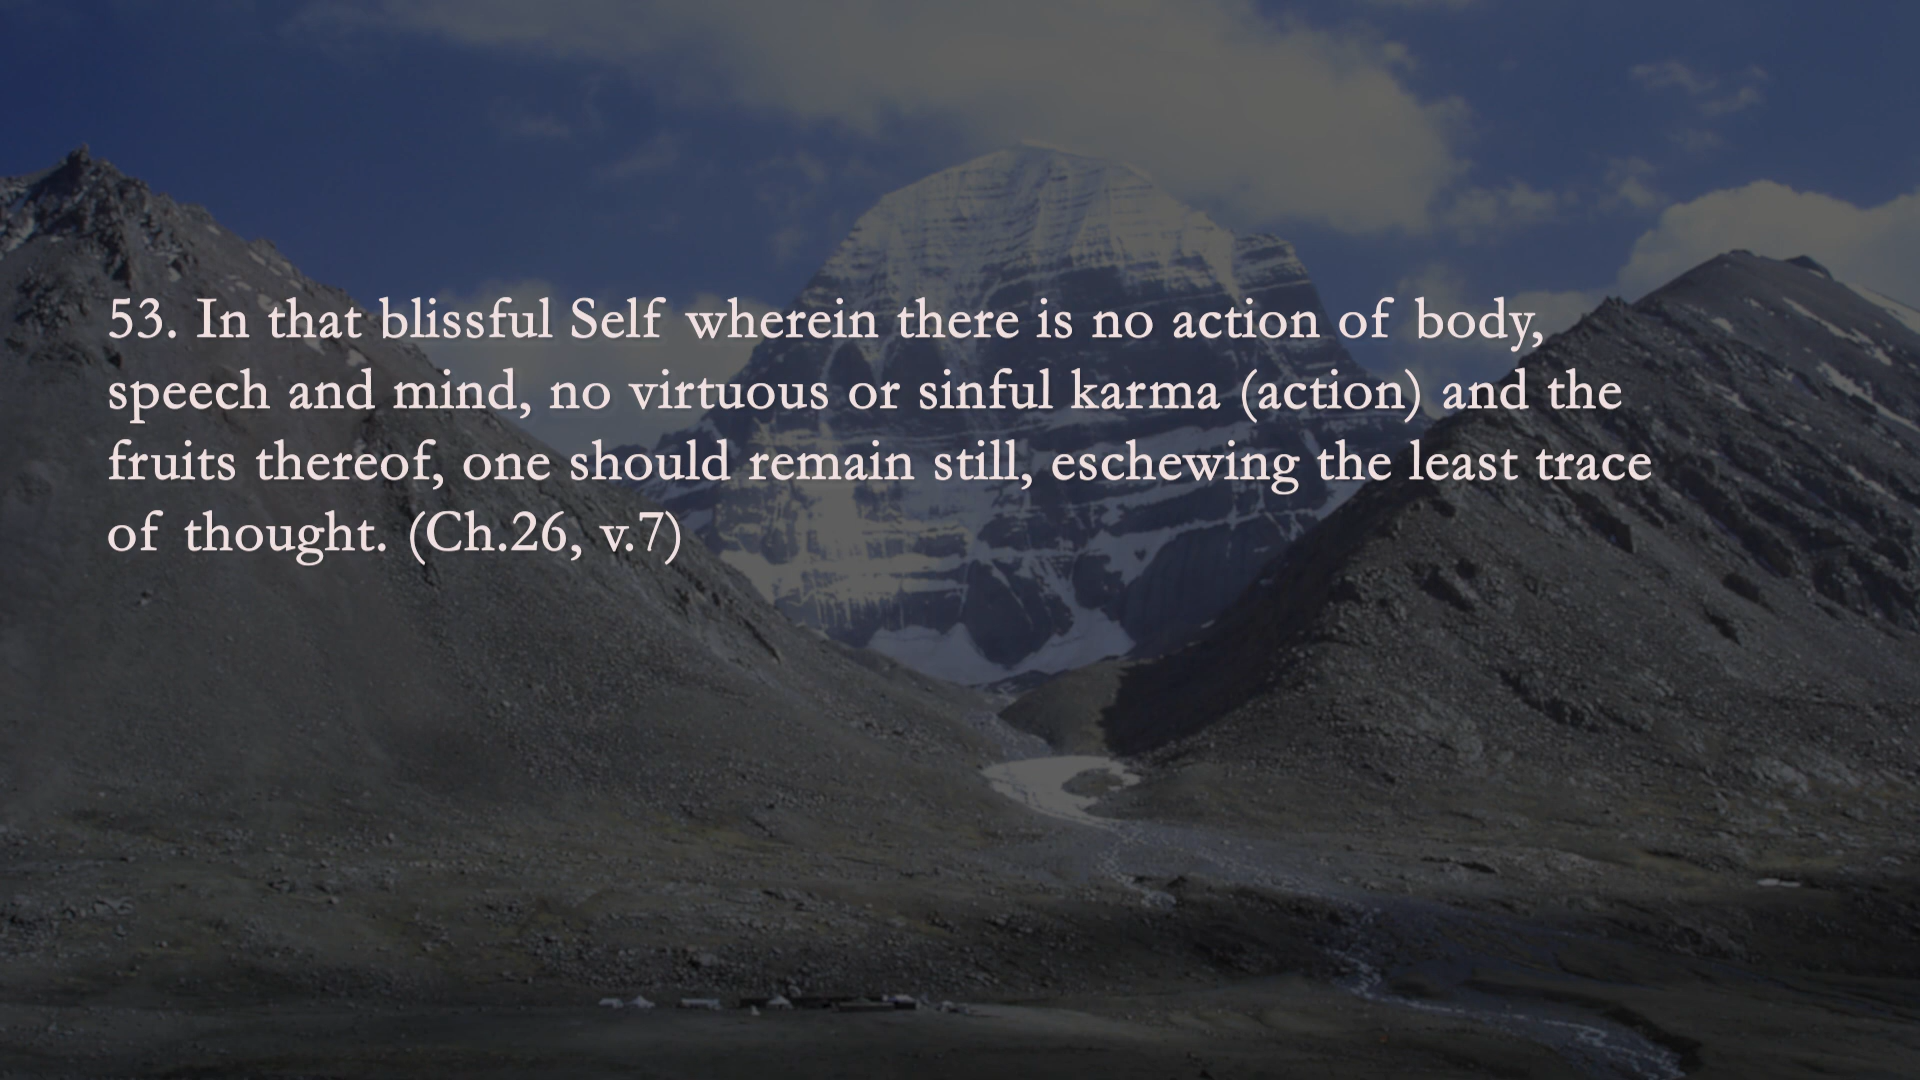 53. In that blissful Self wherein there is no action of body,
speech and mind, no virtuous or sinful karma (action) and the
fruits thereof, one should remain still, eschewing the least trace
of thought. (Ch.26, v.7)